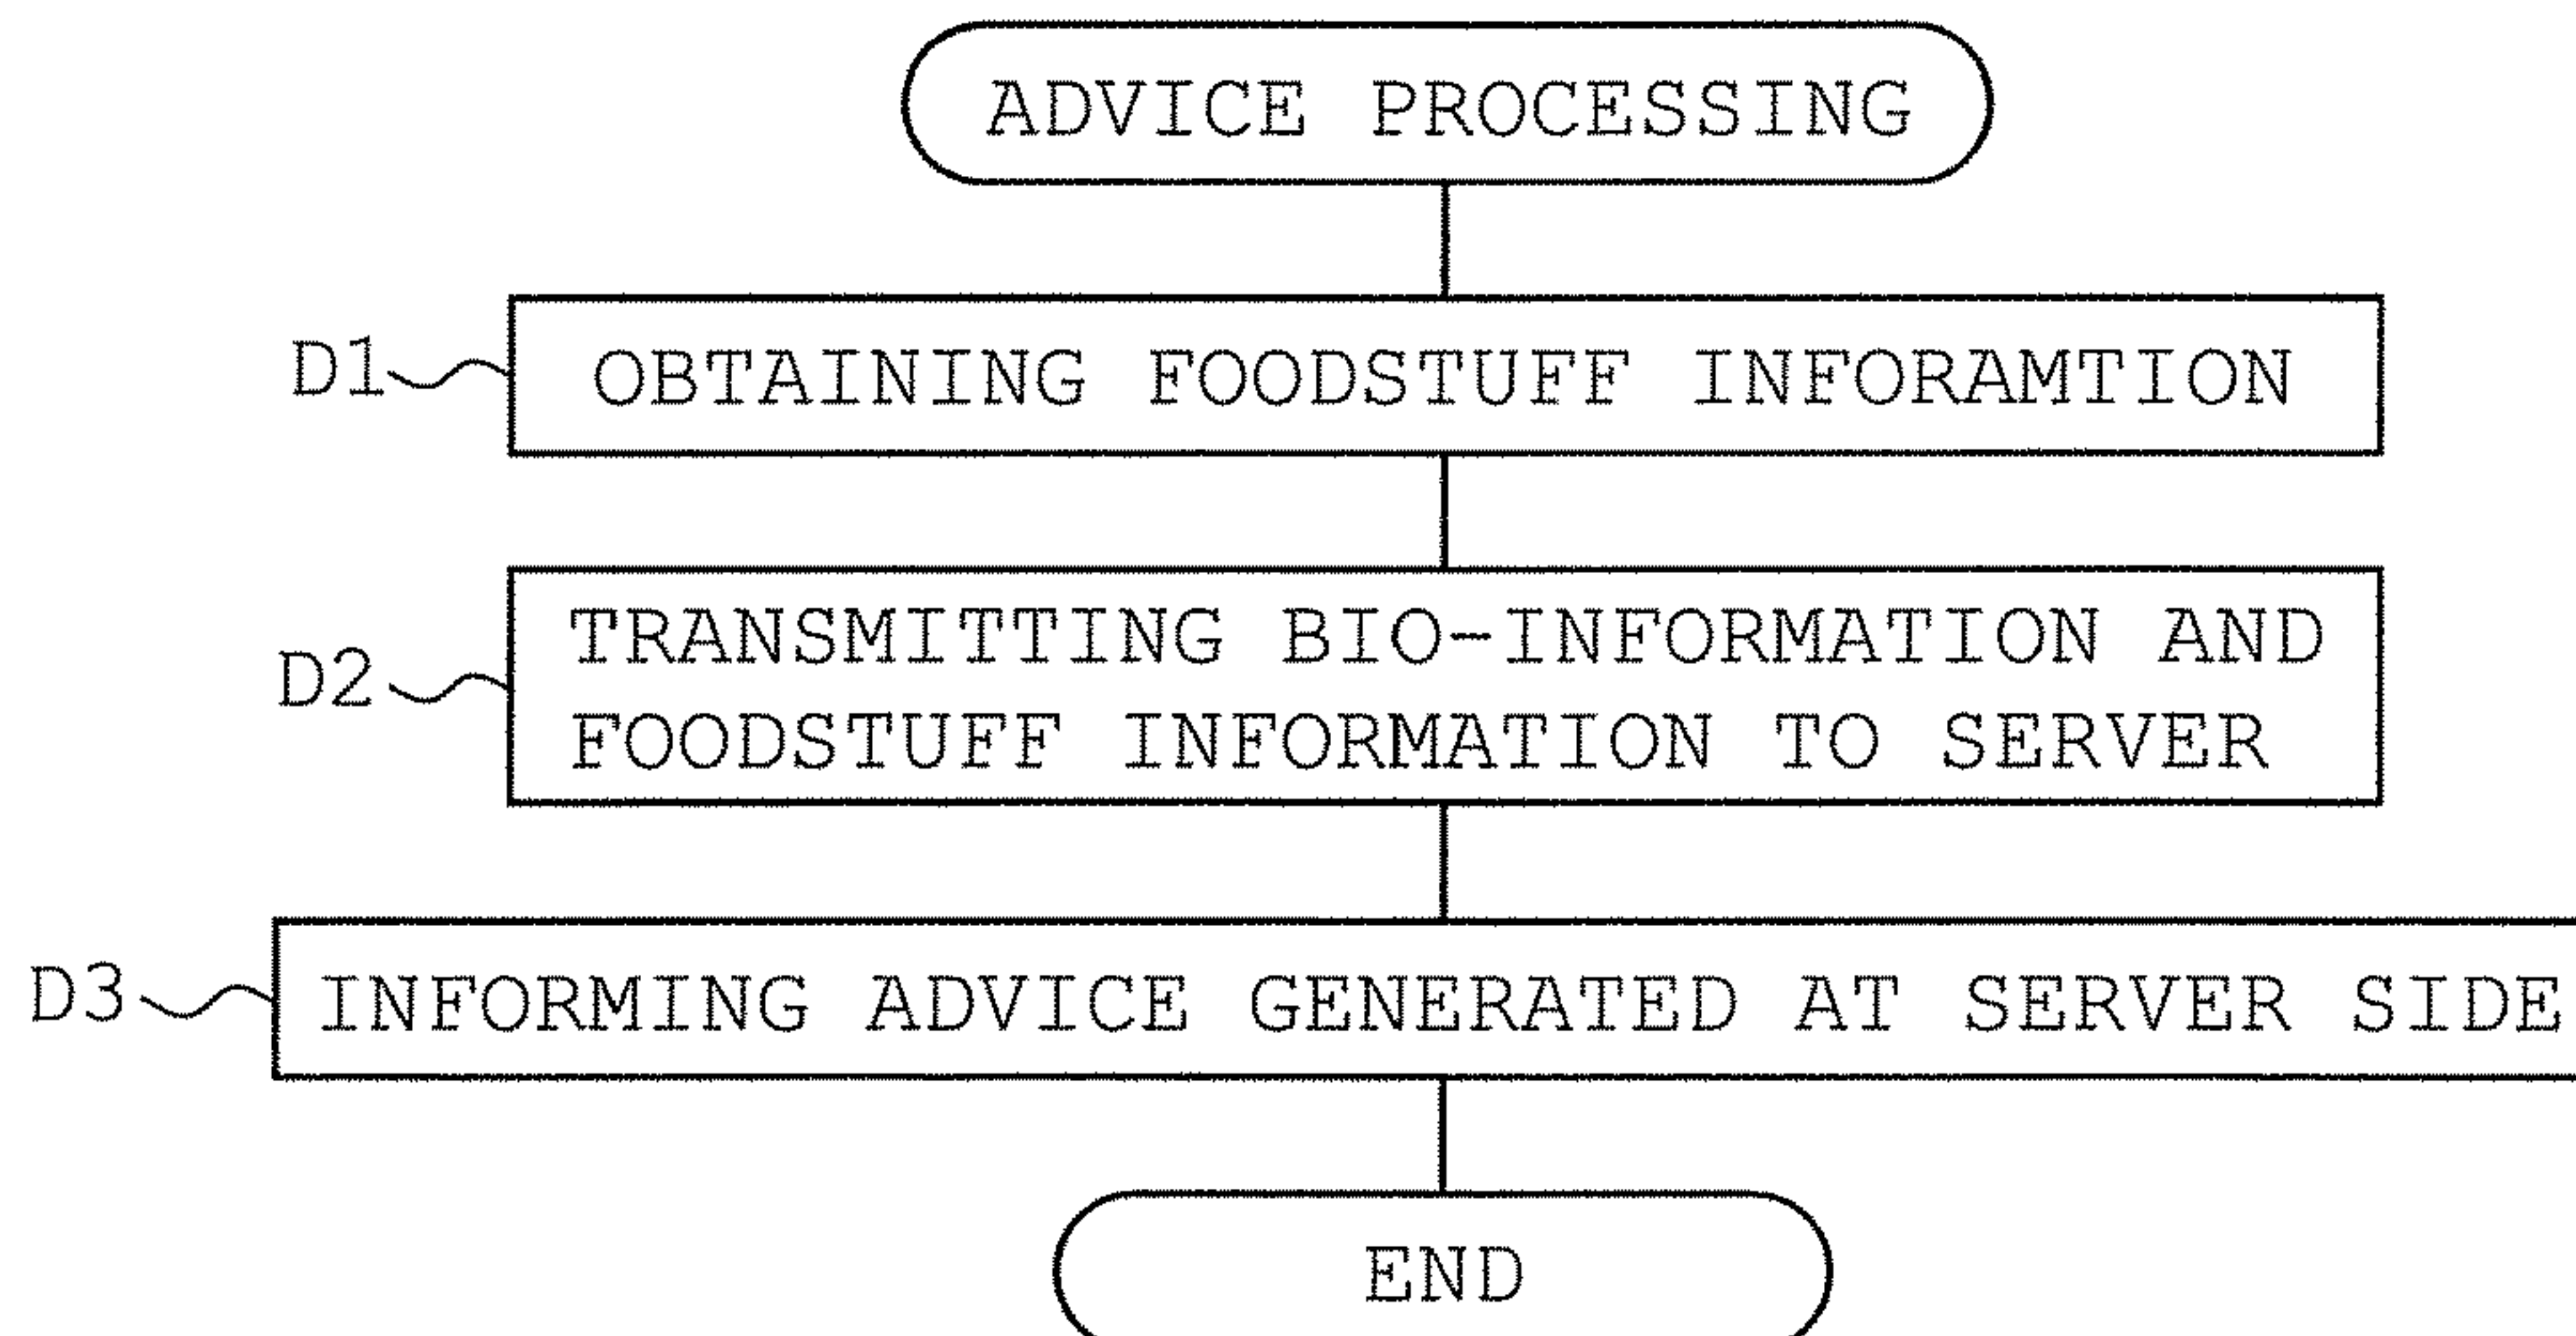 ADVICE PROCESSING
D1
OBTAINING FOODSTUFF INFORAMTION
D2
TRANSMITTING BIO-INFORMATION AND
FOODSTUFF INFORMATION TO SERVER
D3
INFORMING ADVICE GENERATED AT SERVER SIDE
END